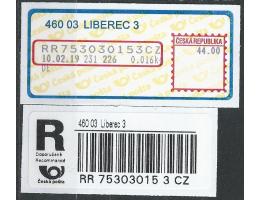 460 03 LIBEREC 3
ČESKÁ REPUBLIKA
RR753030153CZ
44.00
10.02.19 231 226 0.016k
DE
R
460 03 Liberec 3
Doporučeně
Recommandé
Česká pošta
RR 75303015 3 CZ